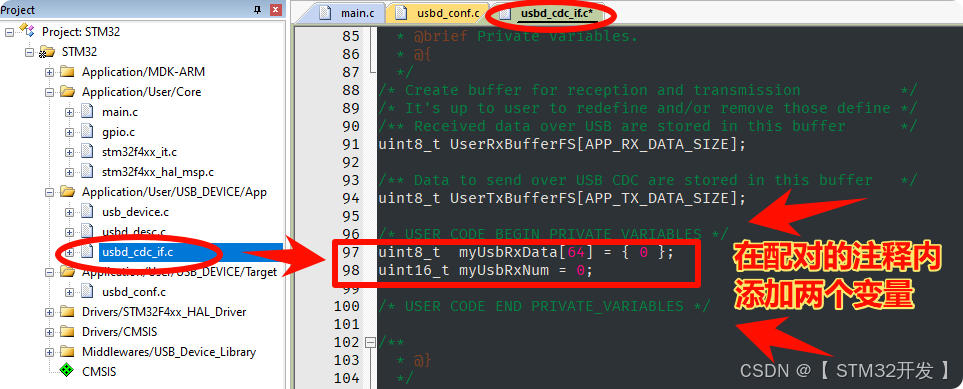 Project
Project: STM32
STM32
Application/MDK-ARM
Application/User/Core
main.c
gpio.c
stm32f4xx_it.c
stm32f4xx_hal_msp.c
Application/User/USB_DEVICE/App
usb_device.c
usbd_desc.c
usbd_cdc_if.c
Application/User/USB_DEVICE/Target
usbd_conf.c
Drivers/STM32F4xx_HAL_Driver
Drivers/CMSIS
Middlewares/USB_Device_Library
CMSIS
main.c usbd_conf.c usbd_cdc_if.c*
85 * @brief Private variables.
86 * @{
87 */
88 /* Create buffer for reception and transmission */
89 /* It's up to user to redefine and/or remove those define */
90 /** Received data over USB are stored in this buffer */
91 uint8_t UserRxBufferFS[APP_RX_DATA_SIZE];
92
93 /** Data to send over USB CDC are stored in this buffer */
94 uint8_t UserTxBufferFS[APP_TX_DATA_SIZE];
95
96 /* USER CODE BEGIN PRIVATE_VARIABLES */
97 uint8_t myUsbRxData[64] = { 0 };
98 uint16_t myUsbRxNum = 0;
99
100 /* USER CODE END PRIVATE_VARIABLES */
101
102 /**
103 * @}
104 */
在配对的注释内
添加两个变量
CSDN @【 STM32开发 】